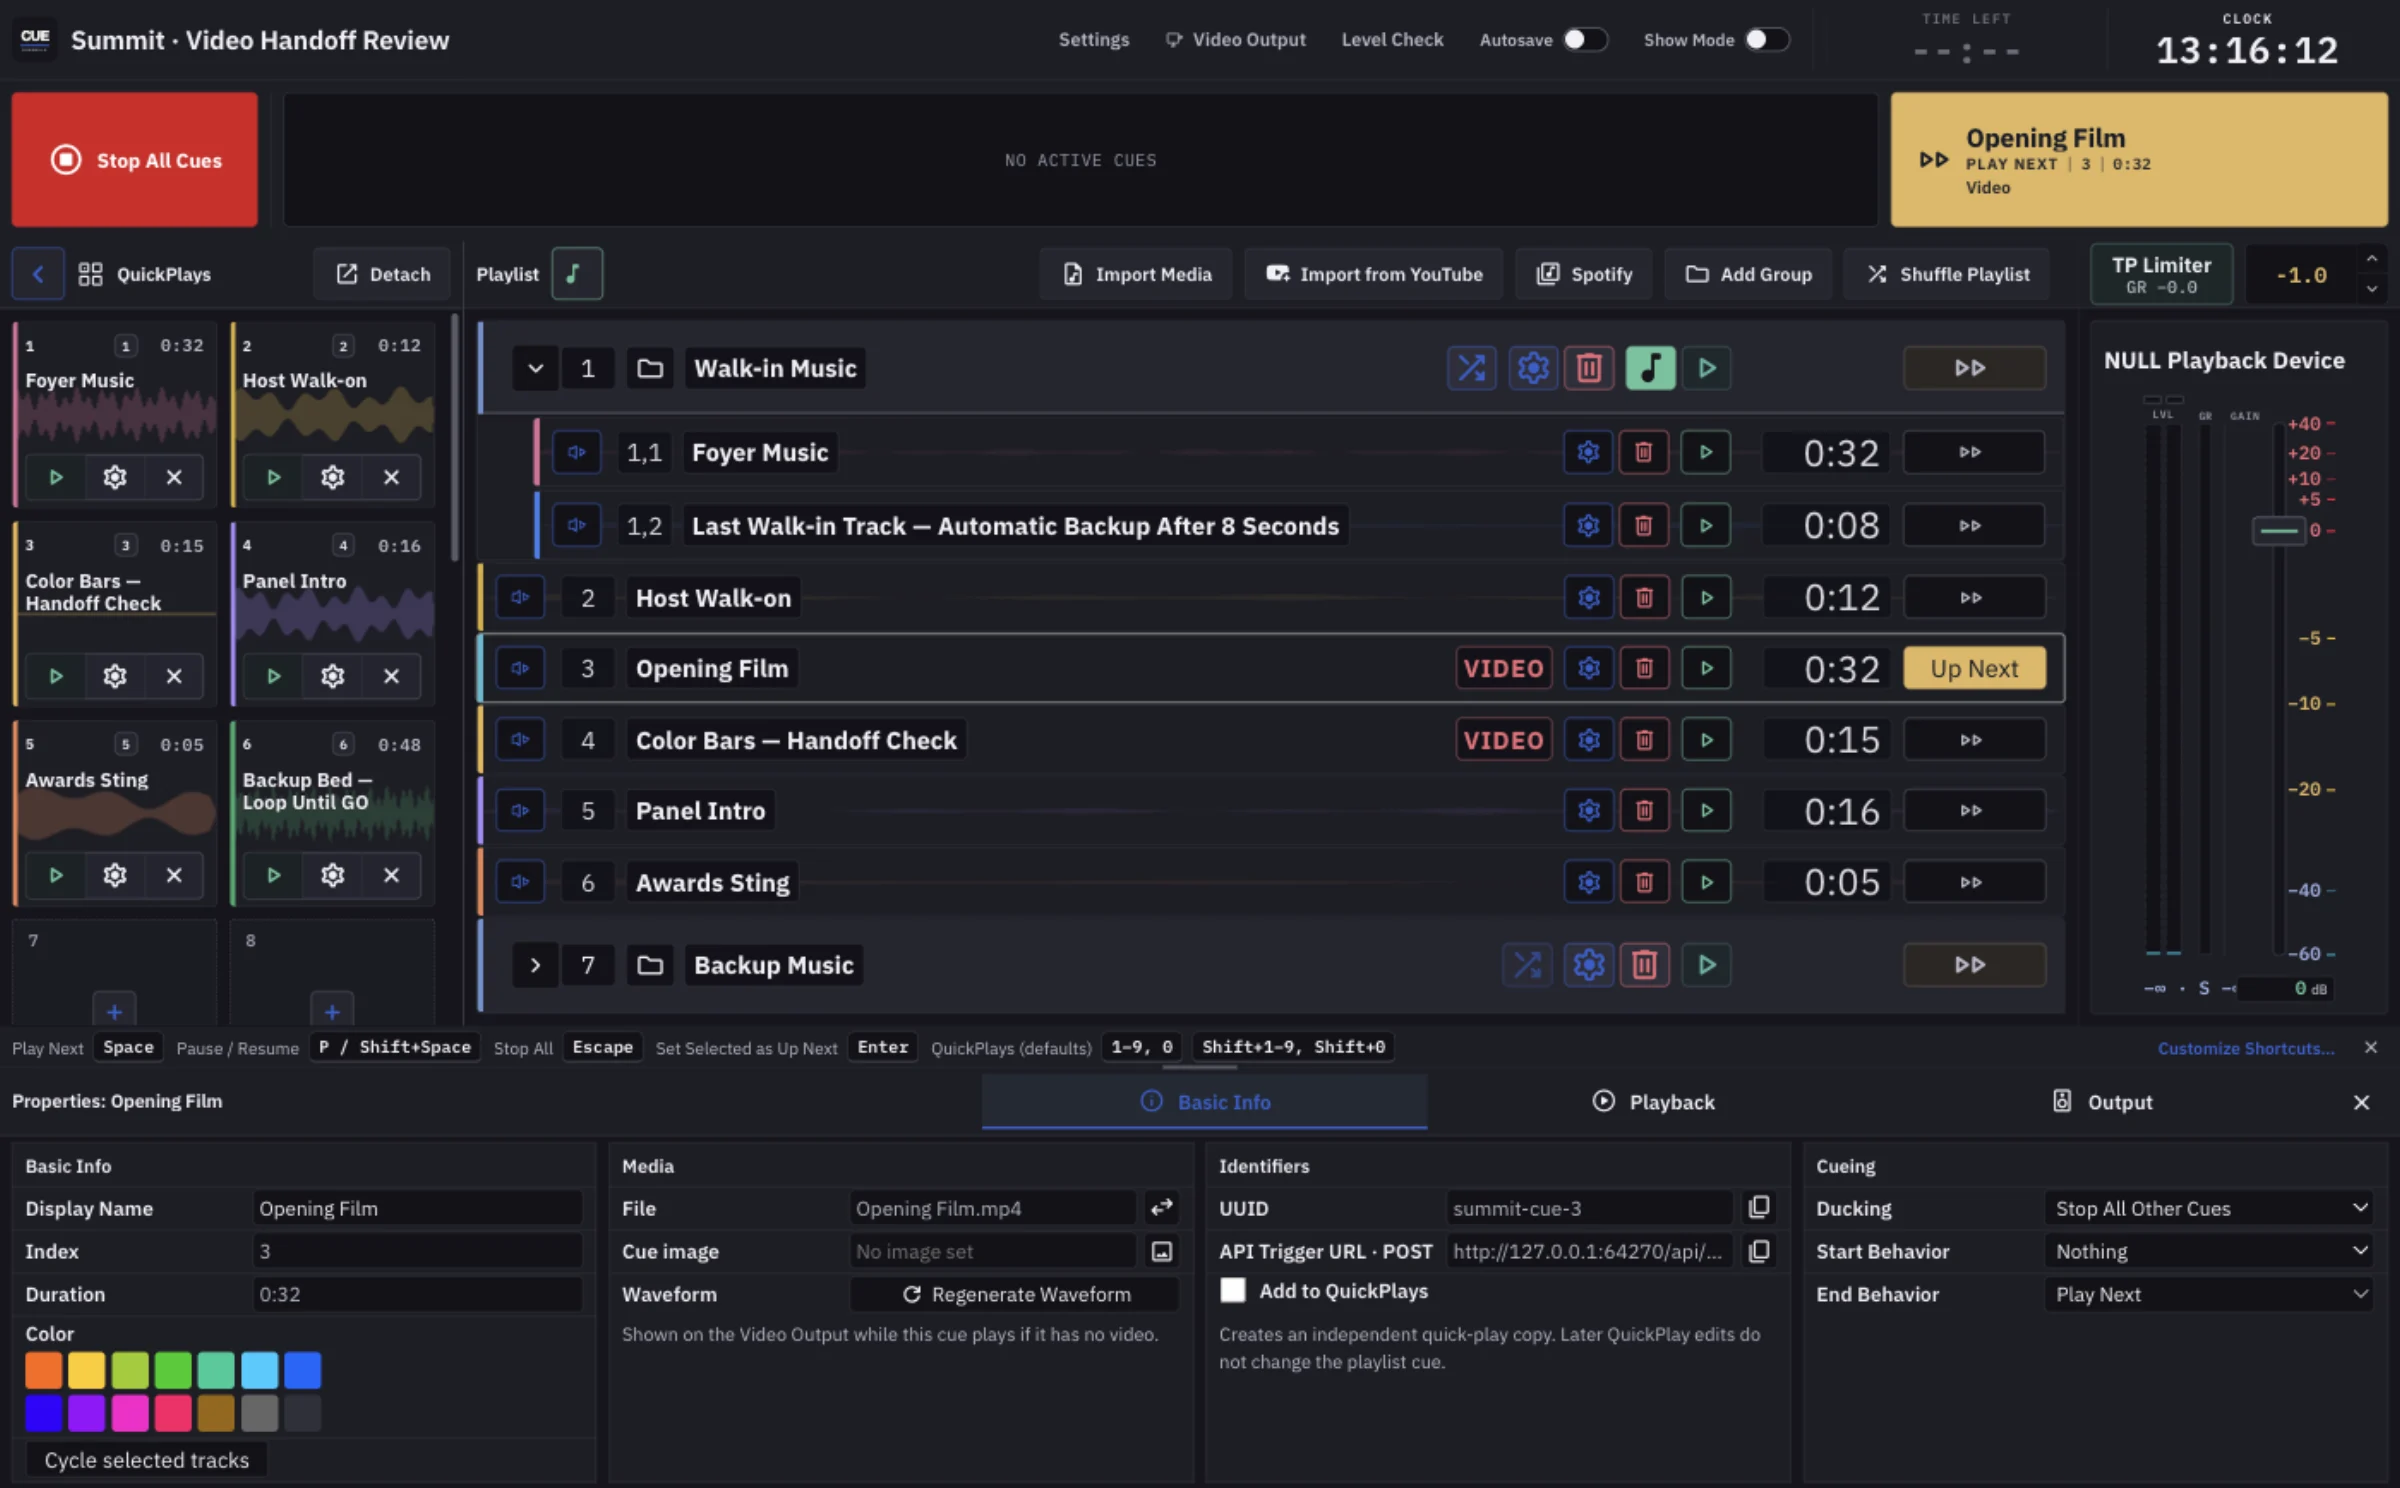 CUE
Summit · Video Handoff Review
Settings
Video Output
Level Check
Autosave
Show Mode
TIME LEFT
--:--
CLOCK
13:16:12
Stop All Cues
NO ACTIVE CUES
Opening Film
PLAY NEXT | 3 | 0:32
Video
QuickPlays
Detach
Playlist
Import Media
Import from YouTube
Spotify
Add Group
Shuffle Playlist
TP Limiter
GR -0.0
-1.0
1 1 0:32
Foyer Music
2 2 0:12
Host Walk-on
3 3 0:15
Color Bars —
Handoff Check
4 4 0:16
Panel Intro
5 5 0:05
Awards Sting
6 6 0:48
Backup Bed —
Loop Until GO
7
8
1 Walk-in Music
1,1 Foyer Music 0:32
1,2 Last Walk-in Track — Automatic Backup After 8 Seconds 0:08
2 Host Walk-on 0:12
3 Opening Film VIDEO 0:32 Up Next
4 Color Bars — Handoff Check VIDEO 0:15
5 Panel Intro 0:16
6 Awards Sting 0:05
7 Backup Music
NULL Playback Device
LVL GR GAIN
+40
+20
+10
+5
0
-5
-10
-20
-40
-60
-∞ · S
0 dB
Play Next Space Pause / Resume P / Shift+Space Stop All Escape Set Selected as Up Next Enter QuickPlays (defaults) 1-9, 0 Shift+1-9, Shift+0
Customize Shortcuts...
Properties: Opening Film
Basic Info
Playback
Output
Basic Info
Display Name Opening Film
Index 3
Duration 0:32
Color
Cycle selected tracks
Media
File Opening Film.mp4
Cue image No image set
Waveform Regenerate Waveform
Shown on the Video Output while this cue plays if it has no video.
Identifiers
UUID summit-cue-3
API Trigger URL · POST http://127.0.0.1:64270/api/...
Add to QuickPlays
Creates an independent quick-play copy. Later QuickPlay edits do
not change the playlist cue.
Cueing
Ducking Stop All Other Cues
Start Behavior Nothing
End Behavior Play Next